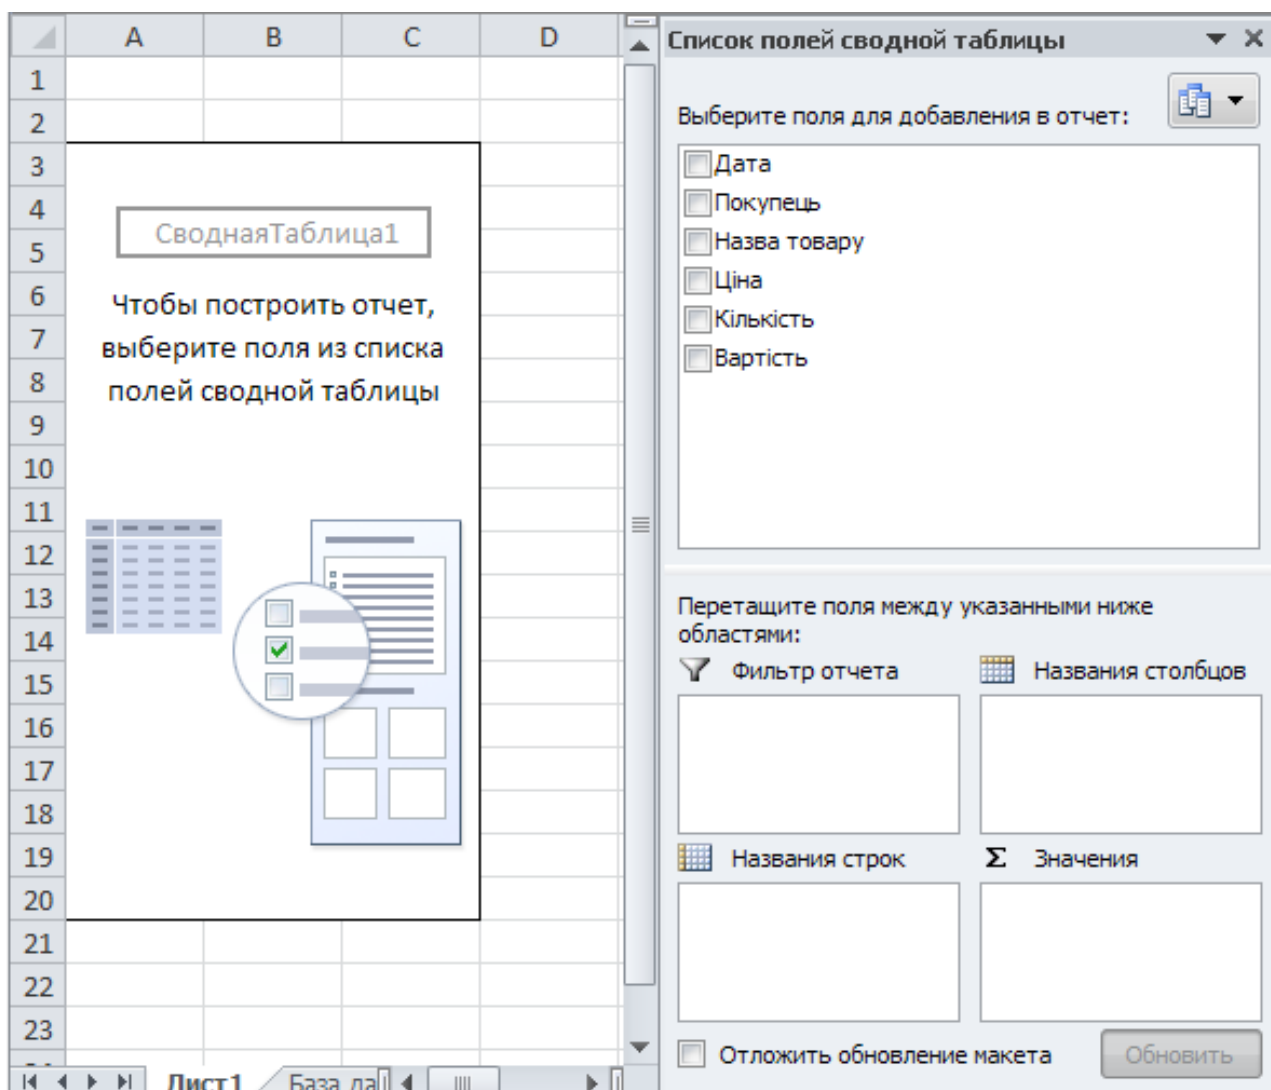 A B C D
Список полей сводной таблицы
1
2
3
4
5
6
7
8
9
10
11
12
13
14
15
16
17
18
19
20
21
22
23
СводнаяТаблица1
Чтобы построить отчет,
выберите поля из списка
полей сводной таблицы
Выберите поля для добавления в отчет:
Дата
Покупець
Назва товару
Ціна
Кількість
Вартість
Перетащите поля между указанными ниже
областями:
Фильтр отчета
Названия столбцов
Названия строк
Σ Значения
Отложить обновление макета
Обновить
Лист1
База да